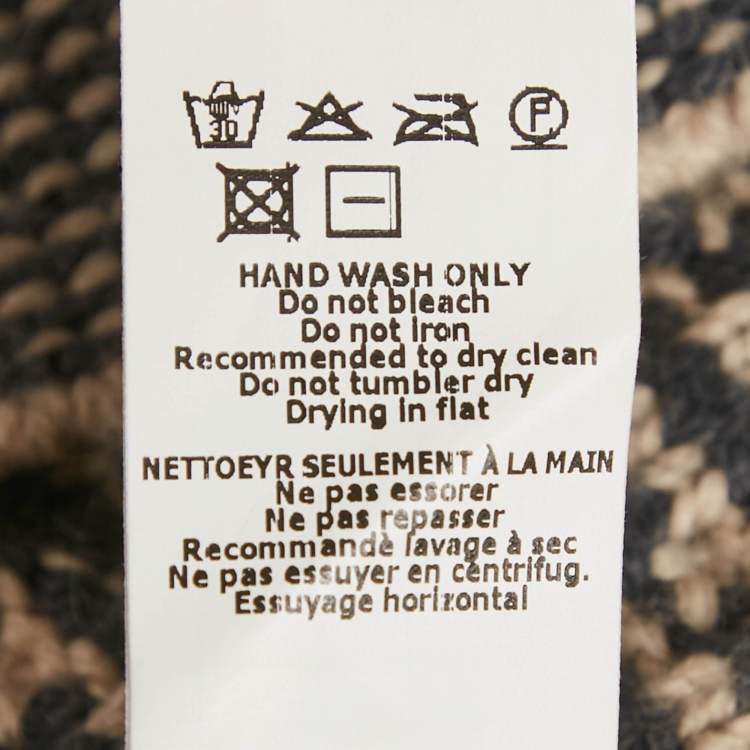 30
P
HAND WASH ONLY
Do not bleach
Do not iron
Recommended to dry clean
Do not tumbler dry
Drying in flat
NETTOEYR SEULEMENT À LA MAIN
Ne pas essorer
Ne pas repasser
Recommandè lavage à sec
Ne pas essuyer en centrifug.
Essuyage horizontal